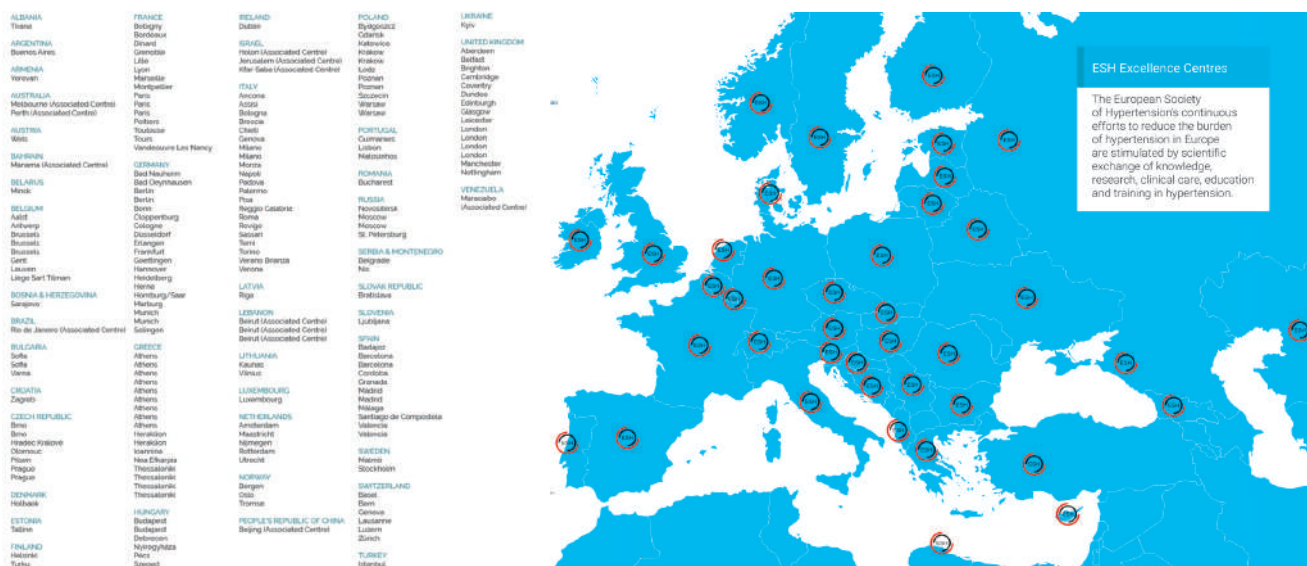 ALBANIA
Tirana
ARGENTINA
Buenos Aires
ARMENIA
Yerevan
AUSTRALIA
Melbourne (Associated Centre)
Perth (Associated Centre)
AUSTRIA
Wels
BAHRAIN
Manama (Associated Centre)
BELARUS
Minsk
BELGIUM
Aalst
Antwerp
Brussels
Brussels
Brussels
Gent
Leuven
Liege Sart Tilman
BOSNIA & HERZEGOVINA
Sarajevo
BRAZIL
Rio de Janeiro (Associated Centre)
BULGARIA
Sofia
Sofia
Varna
CROATIA
Zagreb
CZECH REPUBLIC
Brno
Brno
Hradec Kralove
Olomouc
Pilsen
Prague
Prague
DENMARK
Holbaek
ESTONIA
Talline
FINLAND
Helsinki
Turku
FRANCE
Bobigny
Bordeaux
Dinard
Grenoble
Lille
Lyon
Marseille
Montpellier
Paris
Paris
Paris
Poitiers
Toulouse
Tours
Vandoeuvre Les Nancy
GERMANY
Bad Nauheim
Bad Oeynhausen
Berlin
Berlin
Bonn
Cloppenburg
Cologne
Düsseldorf
Erlangen
Frankfurt
Goettingen
Hannover
Heidelberg
Herne
Homburg/Saar
Marburg
Munich
Munich
Solingen
GREECE
Athens
Athens
Athens
Athens
Athens
Athens
Athens
Heraklion
Heraklion
Ioannina
Nea Efkarpia
Thessaloniki
Thessaloniki
Thessaloniki
Thessaloniki
HUNGARY
Budapest
Budapest
Debrecen
Nyiregyháza
Pecs
Szeged
IRELAND
Dublin
ISRAEL
Holon (Associated Centre)
Jerusalem (Associated Centre)
Kfar Saba (Associated Centre)
ITALY
Ancona
Assisi
Bologna
Brescia
Chieti
Genova
Milano
Milano
Monza
Napoli
Padova
Palermo
Pisa
Reggio Calabria
Roma
Rovigo
Sassari
Terni
Torino
Verano Brianza
Verona
LATVIA
Riga
LEBANON
Beirut (Associated Centre)
Beirut (Associated Centre)
Beirut (Associated Centre)
LITHUANIA
Kaunas
Vilnius
LUXEMBOURG
Luxembourg
NETHERLANDS
Amsterdam
Maastricht
Nijmegen
Rotterdam
Utrecht
NORWAY
Bergen
Oslo
Tromsø
PEOPLE'S REPUBLIC OF CHINA
Beijing (Associated Centre)
POLAND
Bydgoszcz
Gdansk
Katowice
Krakow
Krakow
Lodz
Poznan
Poznan
Szczecin
Warsaw
Warsaw
PORTUGAL
Guimaraes
Lisbon
Matosinhos
ROMANIA
Bucharest
RUSSIA
Novosibirsk
Moscow
Moscow
St. Petersburg
SERBIA & MONTENEGRO
Belgrade
Nis
SLOVAK REPUBLIC
Bratislava
SLOVENIA
Ljubljana
SPAIN
Badajoz
Barcelona
Barcelona
Cordoba
Granada
Madrid
Madrid
Málaga
Santiago de Compostela
Valencia
Valencia
SWEDEN
Malmö
Stockholm
SWITZERLAND
Basel
Bern
Geneva
Lausanne
Luzern
Zürich
TURKEY
Istanbul
UKRAINE
Kyiv
UNITED KINGDOM
Aberdeen
Belfast
Brighton
Cambridge
Coventry
Dundee
Edinburgh
Glasgow
Leicester
London
London
London
London
Manchester
Nottingham
VENEZUELA
Maracaibo
(Associated Centre)
ESH Excellence Centres
The European Society
of Hypertension's continuous
efforts to reduce the burden
of hypertension in Europe
are stimulated by scientific
exchange of knowledge,
research, clinical care, education
and training in hypertension.